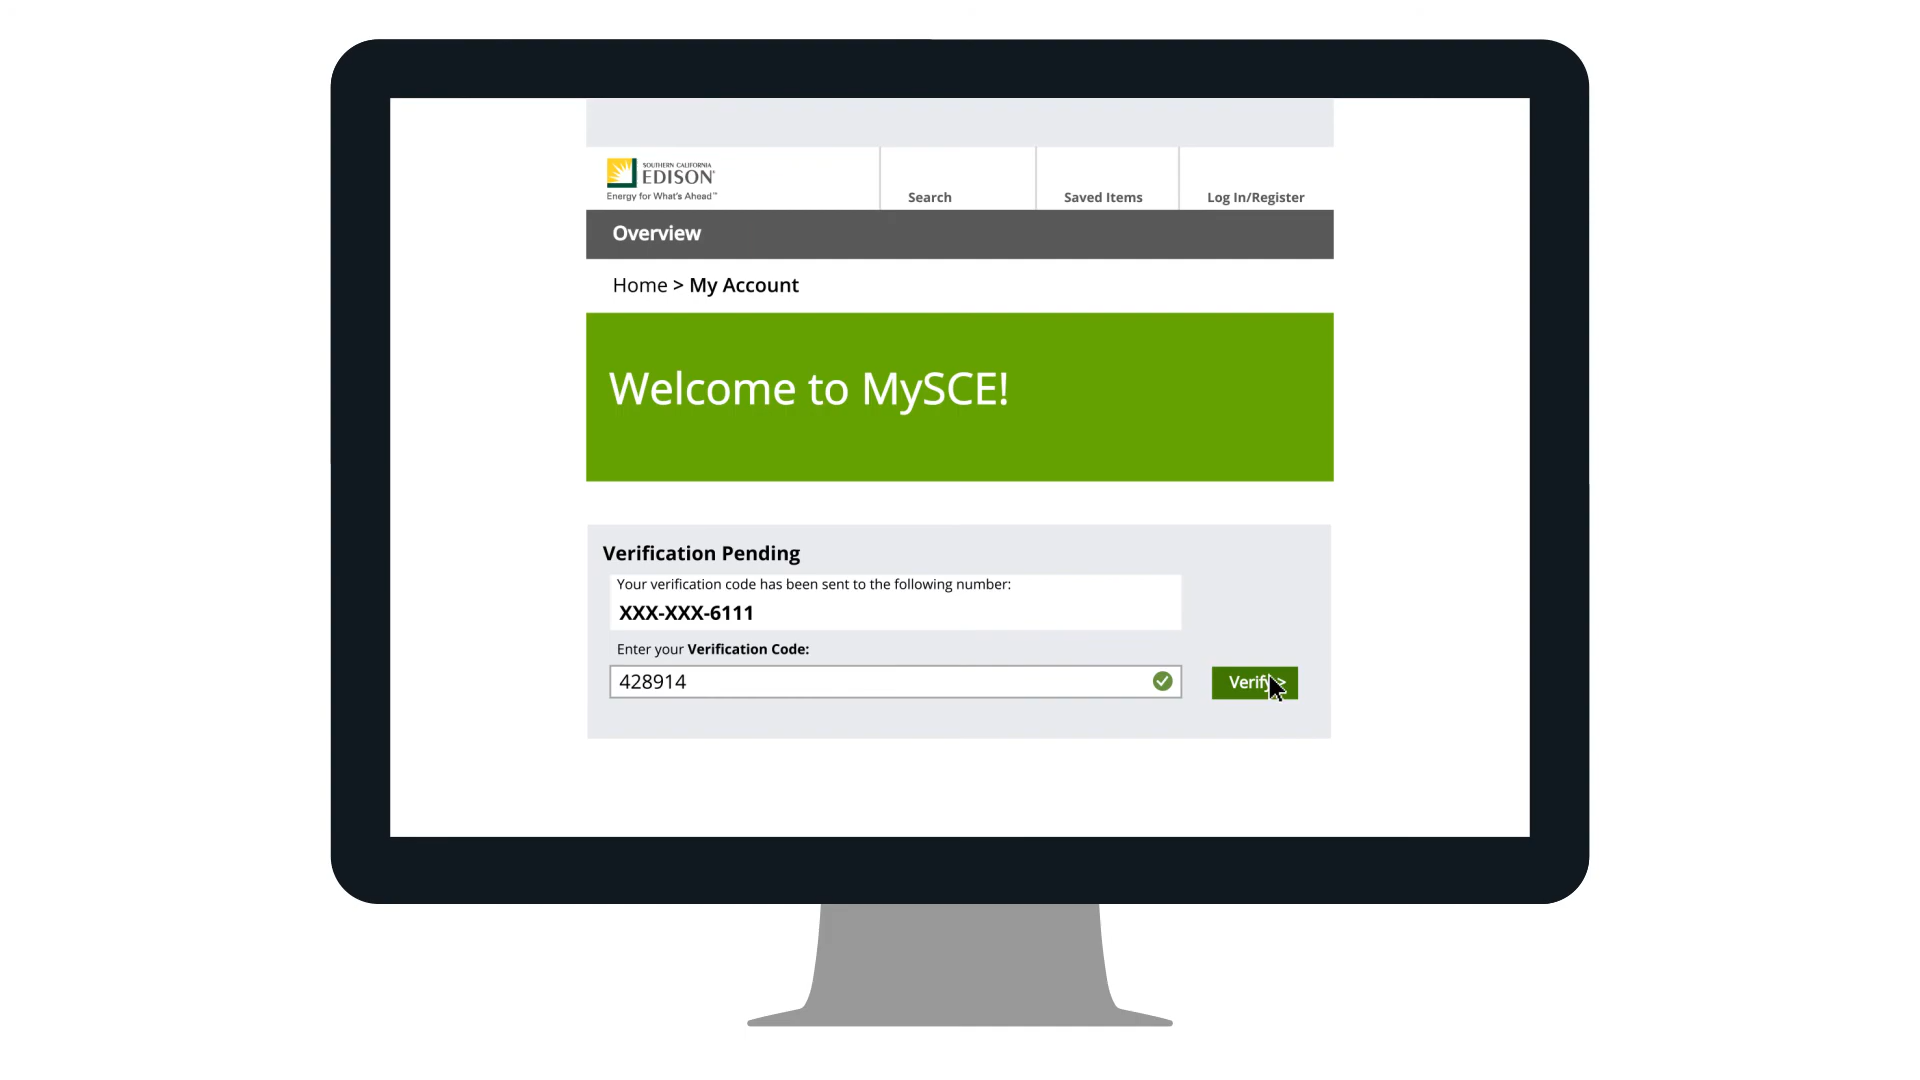 SOUTHERN CALIFORNIA
EDISON®
Energy for What's Ahead™
Search
Saved Items
Log In/Register
Overview
Home > My Account
Welcome to MySCE!
Verification Pending
Your verification code has been sent to the following number:
XXX-XXX-6111
Enter your Verification Code:
428914
Verify >